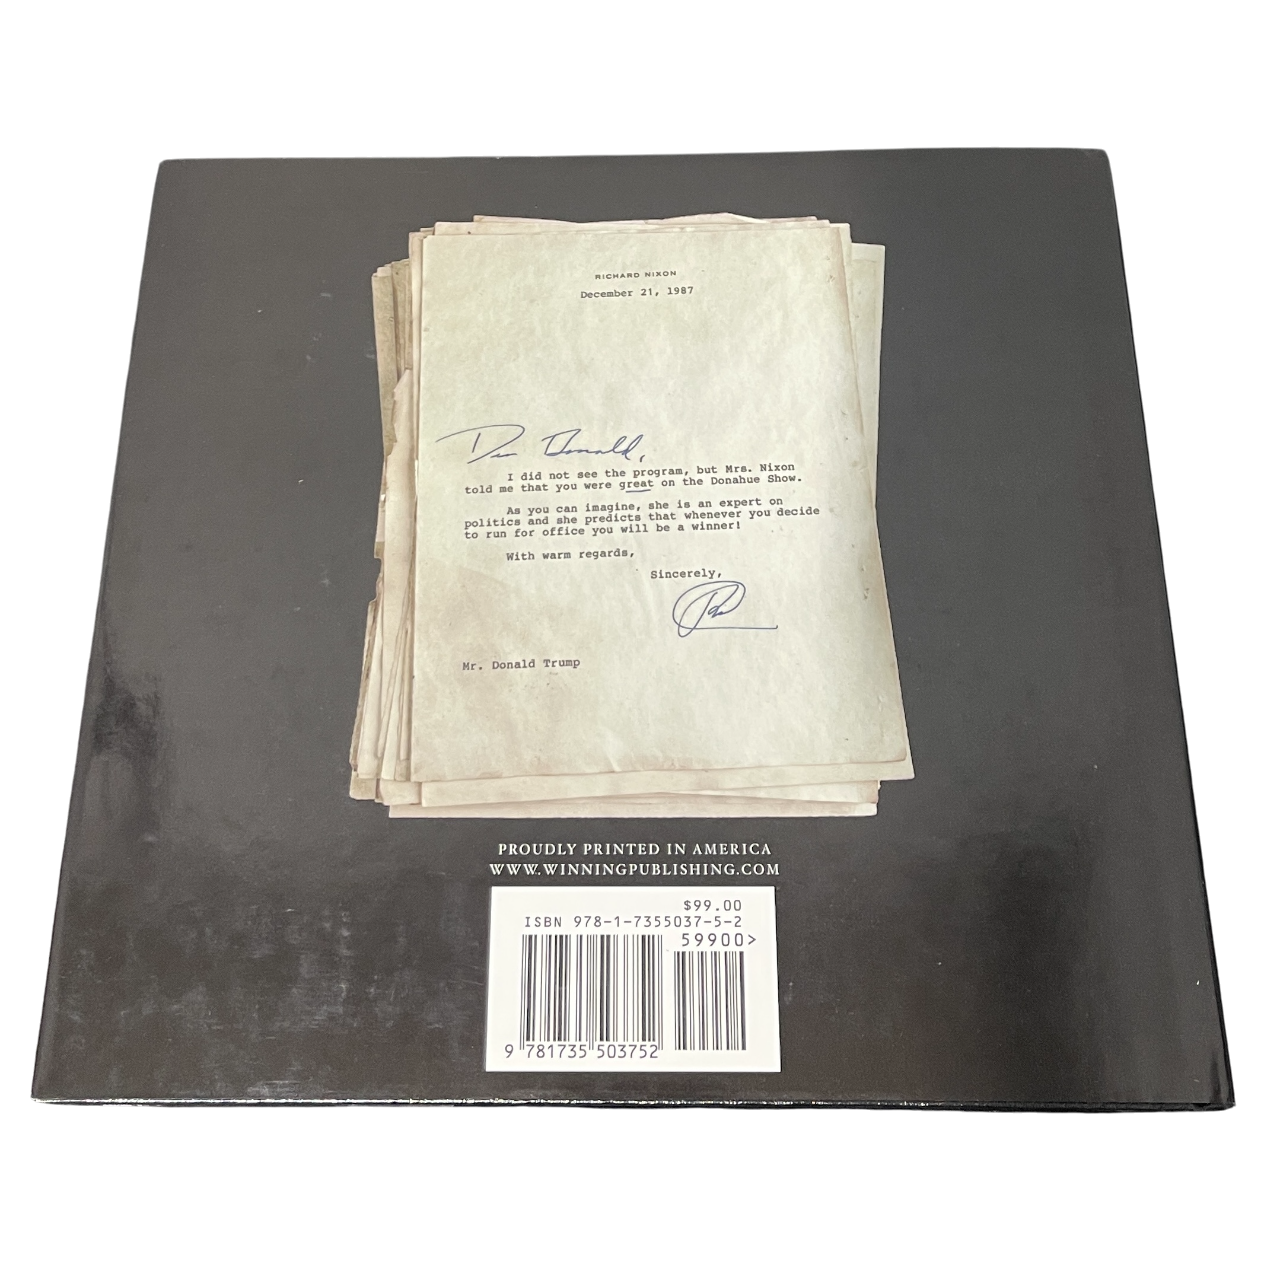 RICHARD NIXON
December 21, 1987
Dear Donald,
I did not see the program, but Mrs. Nixon
told me that you were great on the Donahue Show.
As you can imagine, she is an expert on
politics and she predicts that whenever you decide
to run for office you will be a winner!
With warm regards,
Sincerely,
Mr. Donald Trump
PROUDLY PRINTED IN AMERICA
WWW.WINNINGPUBLISHING.COM
$99.00
ISBN 978-1-7355037-5-2
59900>
9 781735 503752